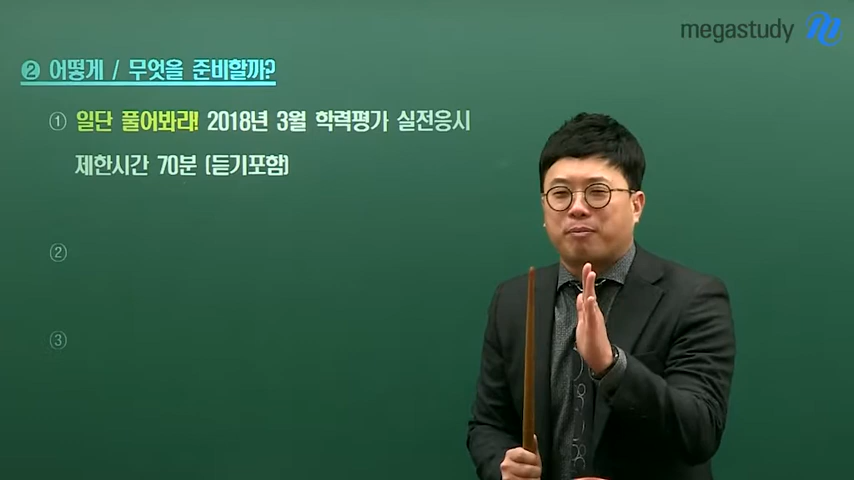 megastudy
❷ 어떻게 / 무엇을 준비할까?
① 일단 풀어봐라! 2018년 3월 학력평가 실전응시
제한시간 70분 (듣기포함)
②
③